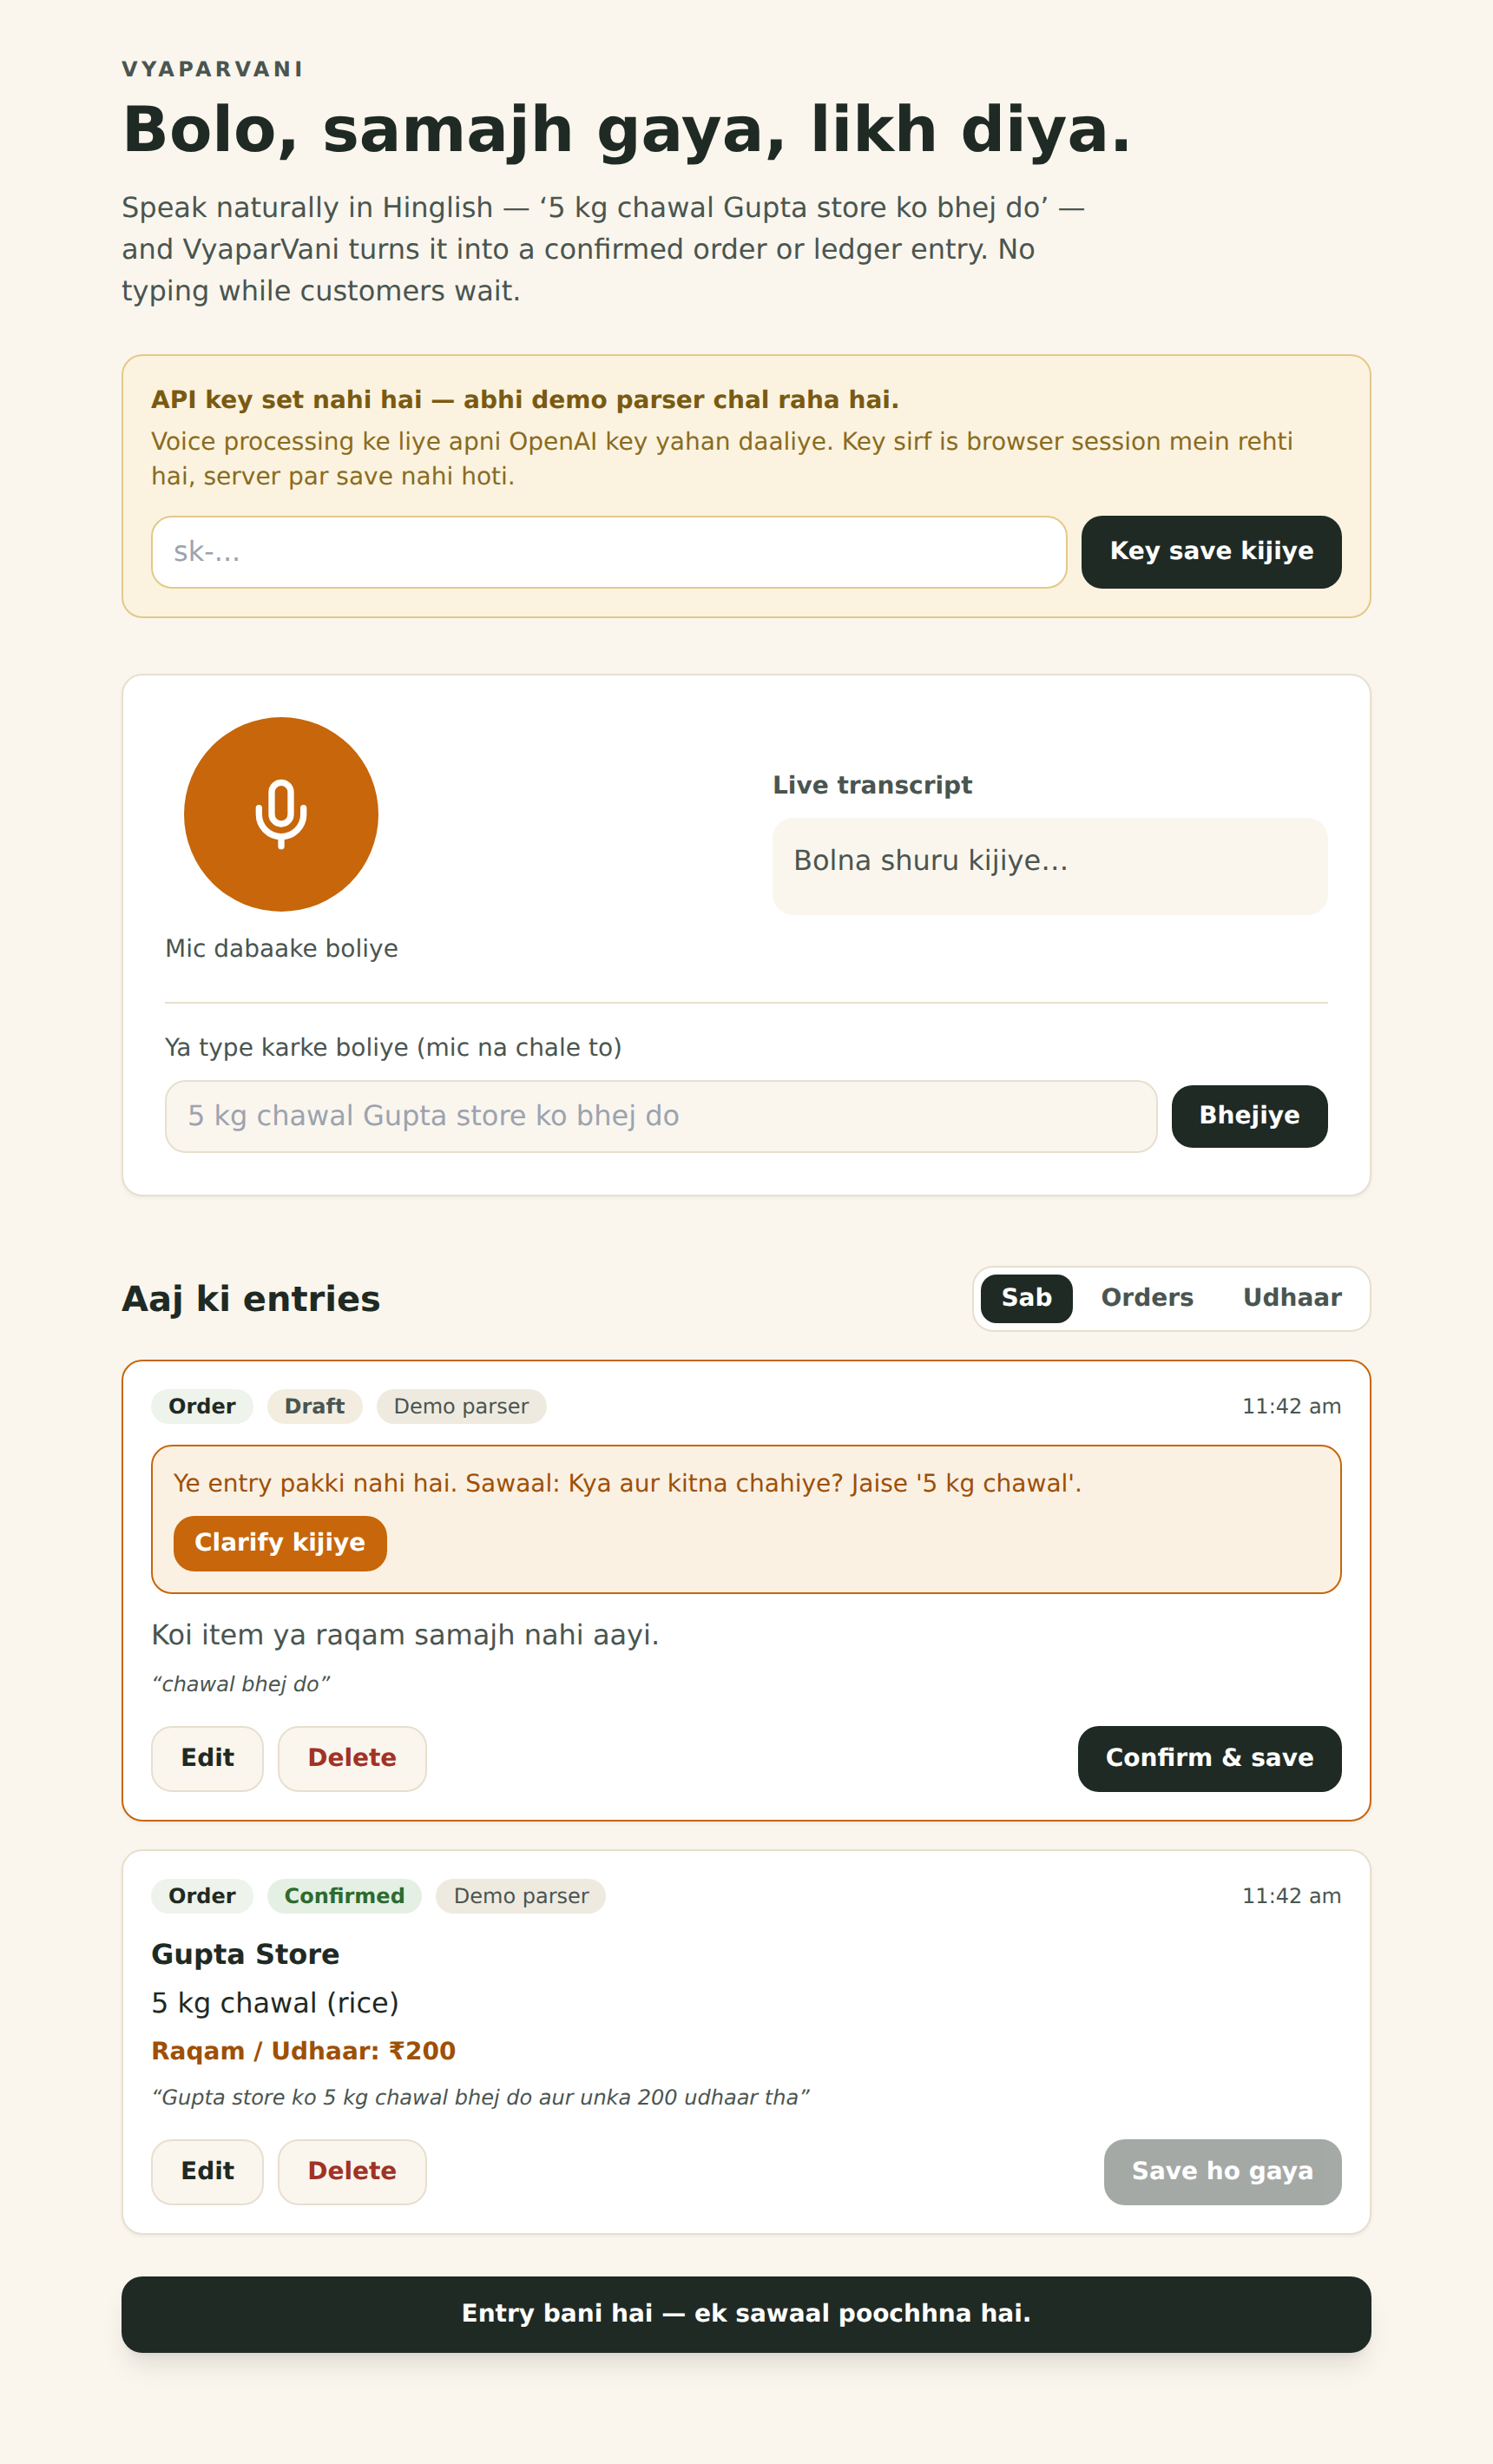 VYAPARVANI
Bolo, samajh gaya, likh diya.
Speak naturally in Hinglish — ‘5 kg chawal Gupta store ko bhej do’ —
and VyaparVani turns it into a confirmed order or ledger entry. No
typing while customers wait.
API key set nahi hai — abhi demo parser chal raha hai.
Voice processing ke liye apni OpenAI key yahan daaliye. Key sirf is browser session mein rehti
hai, server par save nahi hoti.
sk-...
Key save kijiye
Live transcript
Bolna shuru kijiye...
Mic dabaake boliye
Ya type karke boliye (mic na chale to)
5 kg chawal Gupta store ko bhej do
Bhejiye
Aaj ki entries
Sab
Orders
Udhaar
Order
Draft
Demo parser
11:42 am
Ye entry pakki nahi hai. Sawaal: Kya aur kitna chahiye? Jaise '5 kg chawal'.
Clarify kijiye
Koi item ya raqam samajh nahi aayi.
“chawal bhej do”
Edit
Delete
Confirm & save
Order
Confirmed
Demo parser
11:42 am
Gupta Store
5 kg chawal (rice)
Raqam / Udhaar: ₹200
“Gupta store ko 5 kg chawal bhej do aur unka 200 udhaar tha”
Edit
Delete
Save ho gaya
Entry bani hai — ek sawaal poochhna hai.